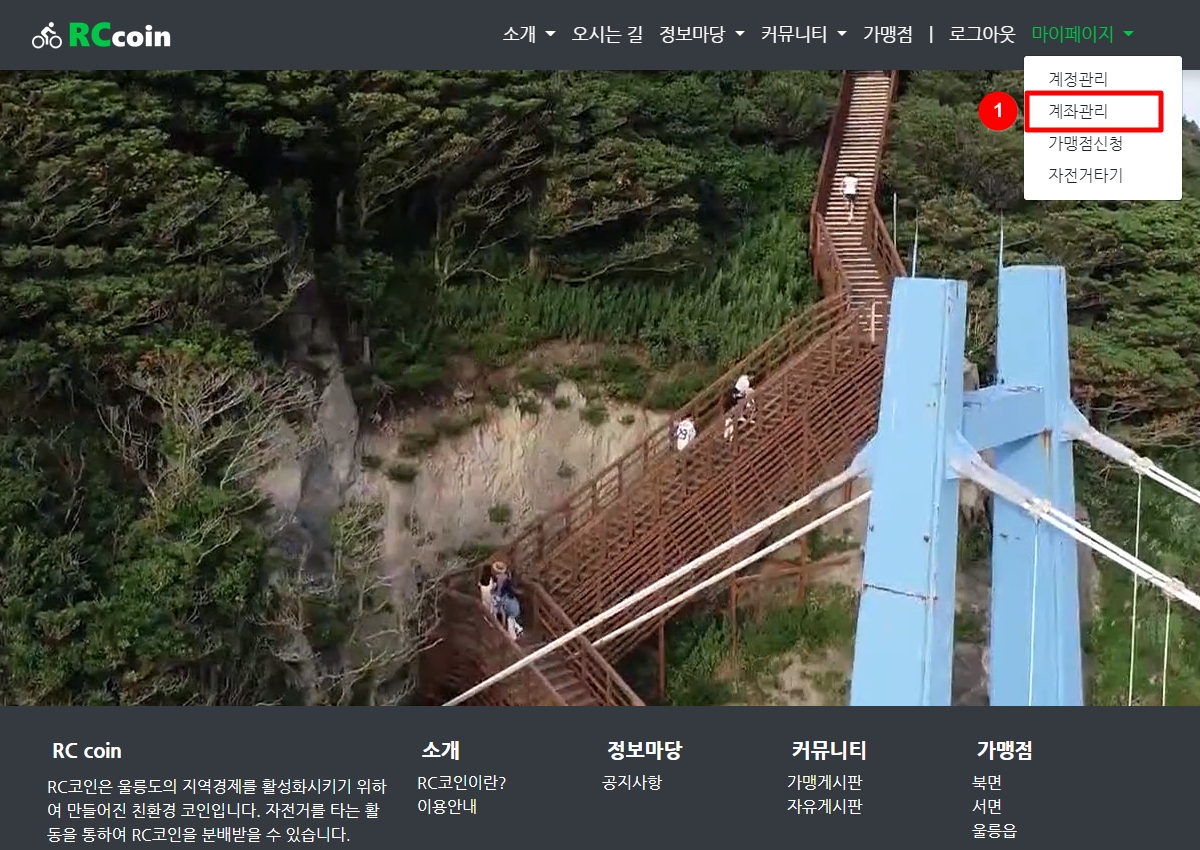 RCcoin
소개 오시는 길 정보마당 커뮤니티 가맹점 | 로그아웃 마이페이지
계정관리
1 계좌관리
가맹점신청
자전거타기
RC coin
RC코인은 울릉도의 지역경제를 활성화시키기 위하
여 만들어진 친환경 코인입니다. 자전거를 타는 활
동을 통하여 RC코인을 분배받을 수 있습니다.
소개
RC코인이란?
이용안내
정보마당
공지사항
커뮤니티
가맹게시판
자유게시판
가맹점
북면
서면
울릉읍